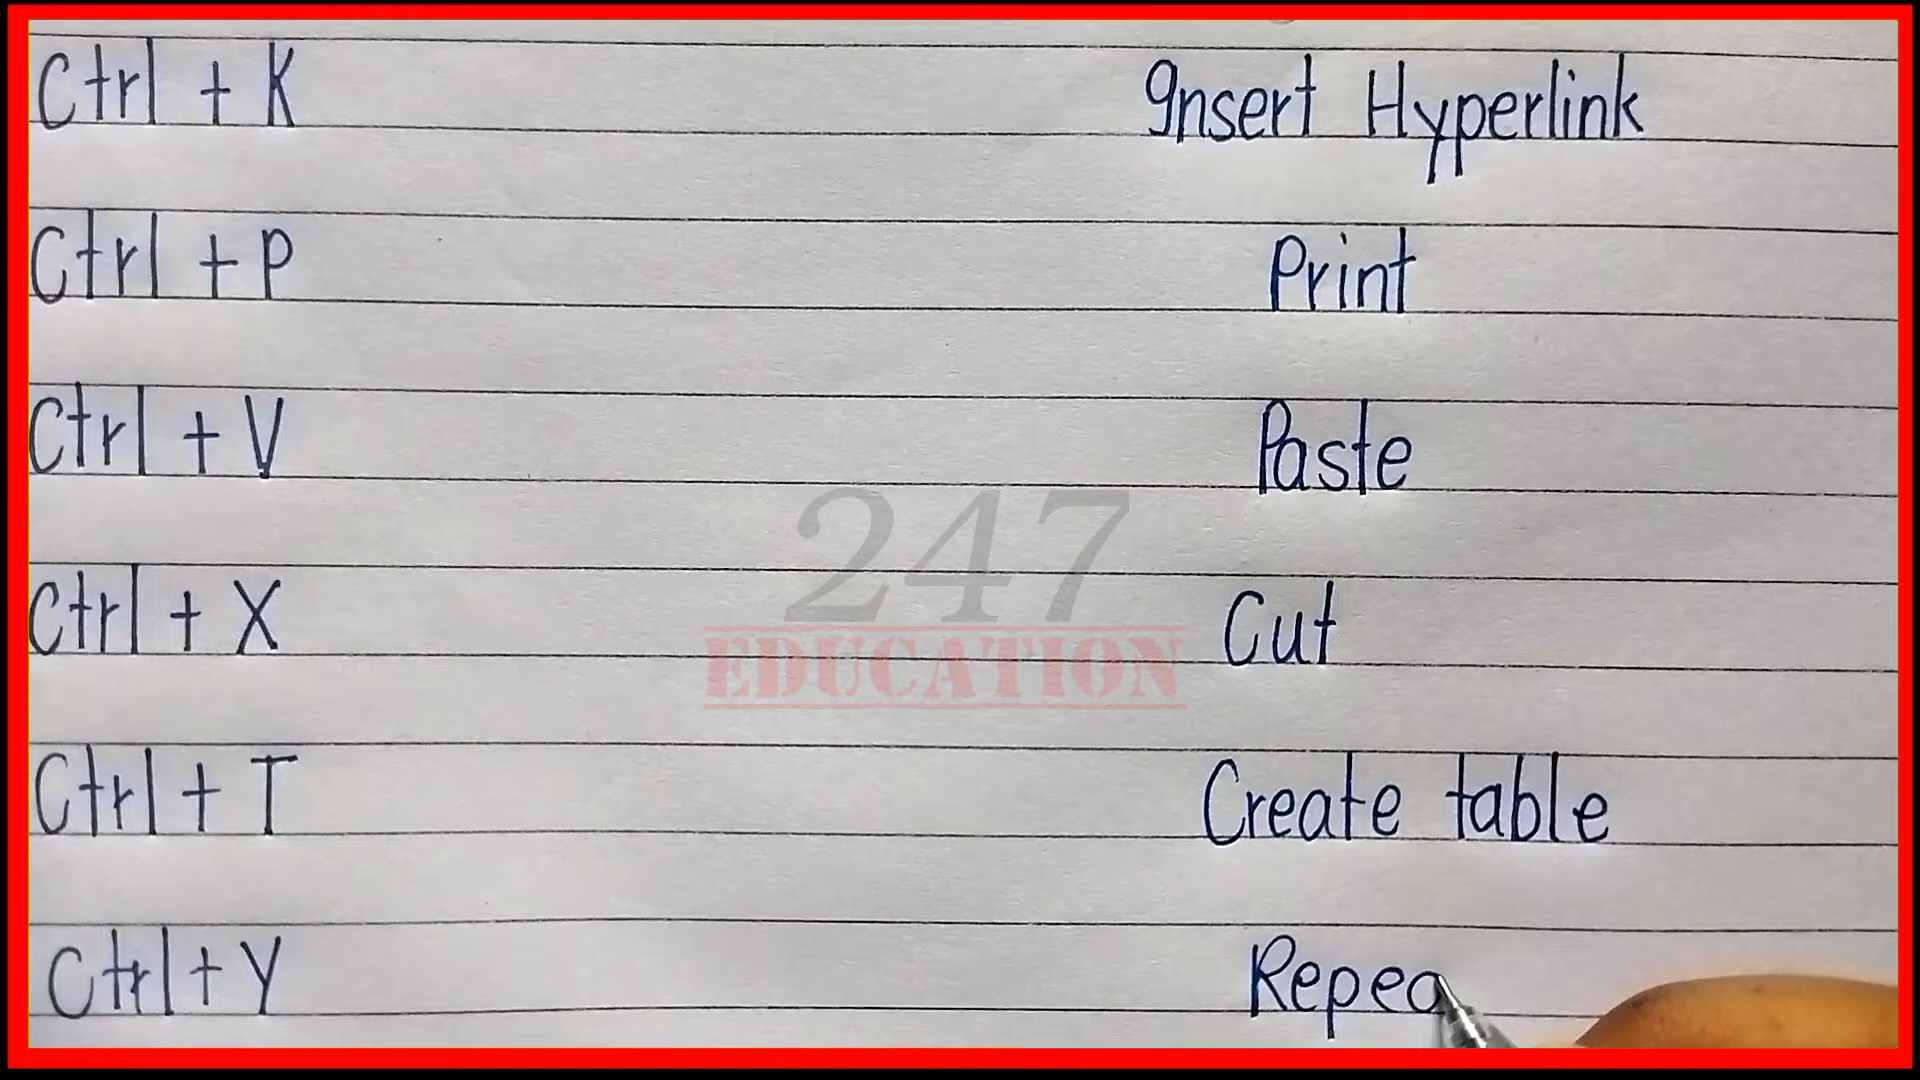 Ctrl + K Insert Hyperlink
Ctrl + P Print
Ctrl + V Paste
247
Ctrl + X Cut
EDUCATION
Ctrl + T Create table
Ctrl + Y Repea